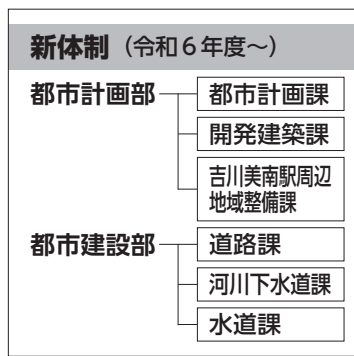 新体制（令和６年度～）
都市計画部
都市計画課
開発建築課
吉川美南駅周辺
地域整備課
都市建設部
道路課
河川下水道課
水道課